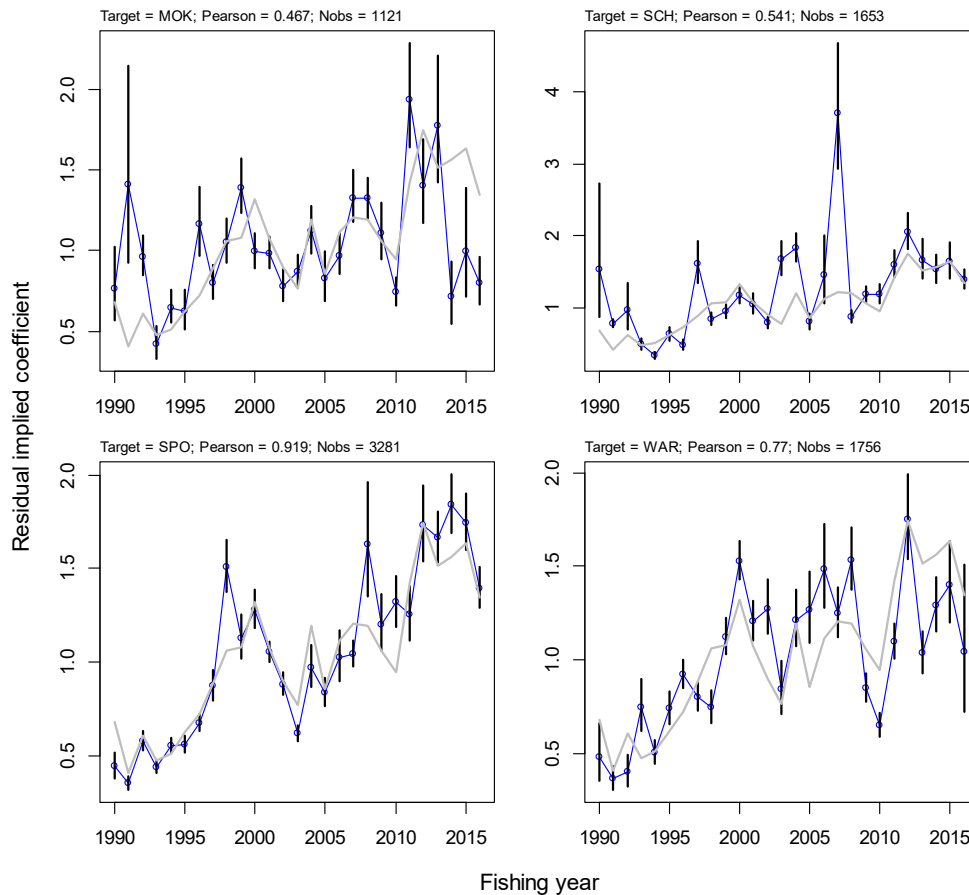 Target = MOK; Pearson = 0.467; Nobs = 1121
Target = SCH; Pearson = 0.541; Nobs = 1653
2.0
1.5
1.0
0.5
4
3
2
1
1990 1995 2000 2005 2010 2015
1990 1995 2000 2005 2010 2015
Target = SPO; Pearson = 0.919; Nobs = 3281
Target = WAR; Pearson = 0.77; Nobs = 1756
2.0
1.5
1.0
0.5
2.0
1.5
1.0
0.5
1990 1995 2000 2005 2010 2015
1990 1995 2000 2005 2010 2015
Residual implied coefficient
Fishing year